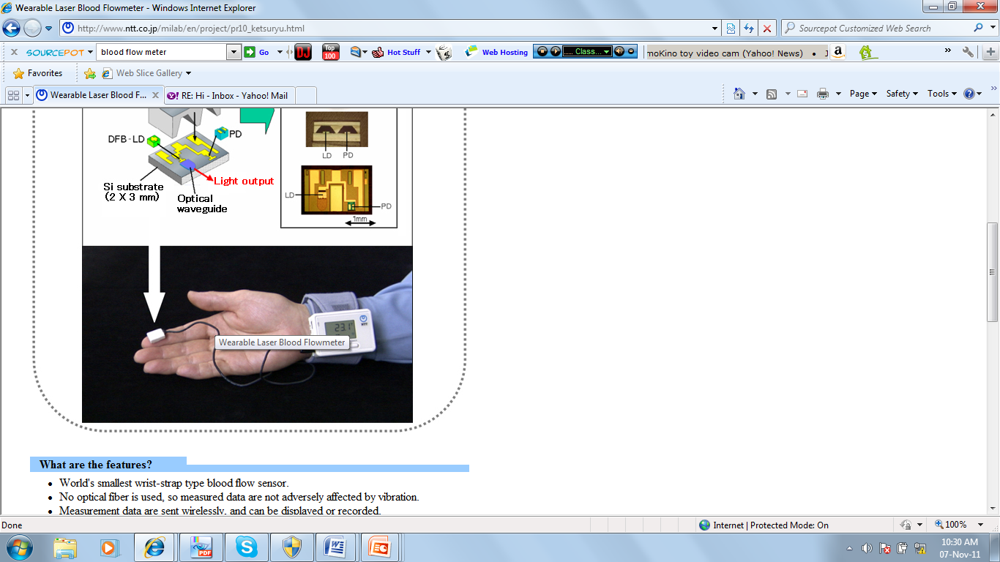 Wearable Laser Blood Flowmeter - Windows Internet Explorer
http://www.ntt.co.jp/milab/en/project/pr10_ketsuryu.html
Sourcepot Customized Web Search
x SOURCEPOT blood flow meter Go DJ Top 100 Hot Stuff Web Hosting ..... Class... moKino toy video cam (Yahoo! News) • J a »
Favorites Web Slice Gallery
Wearable Laser Blood F... x Y! RE: Hi - Inbox - Yahoo! Mail Page Safety Tools »
DFB-LD
PD
Light output
Si substrate
(2 X 3 mm)
Optical
waveguide
LD PD
LD
PD
1mm
23.1
NTT
Wearable Laser Blood Flowmeter
What are the features?
• World's smallest wrist-strap type blood flow sensor.
• No optical fiber is used, so measured data are not adversely affected by vibration.
• Measurement data are sent wirelessly, and can be displayed or recorded.
Done Internet | Protected Mode: On 100%
PDF
10:30 AM
07-Nov-11